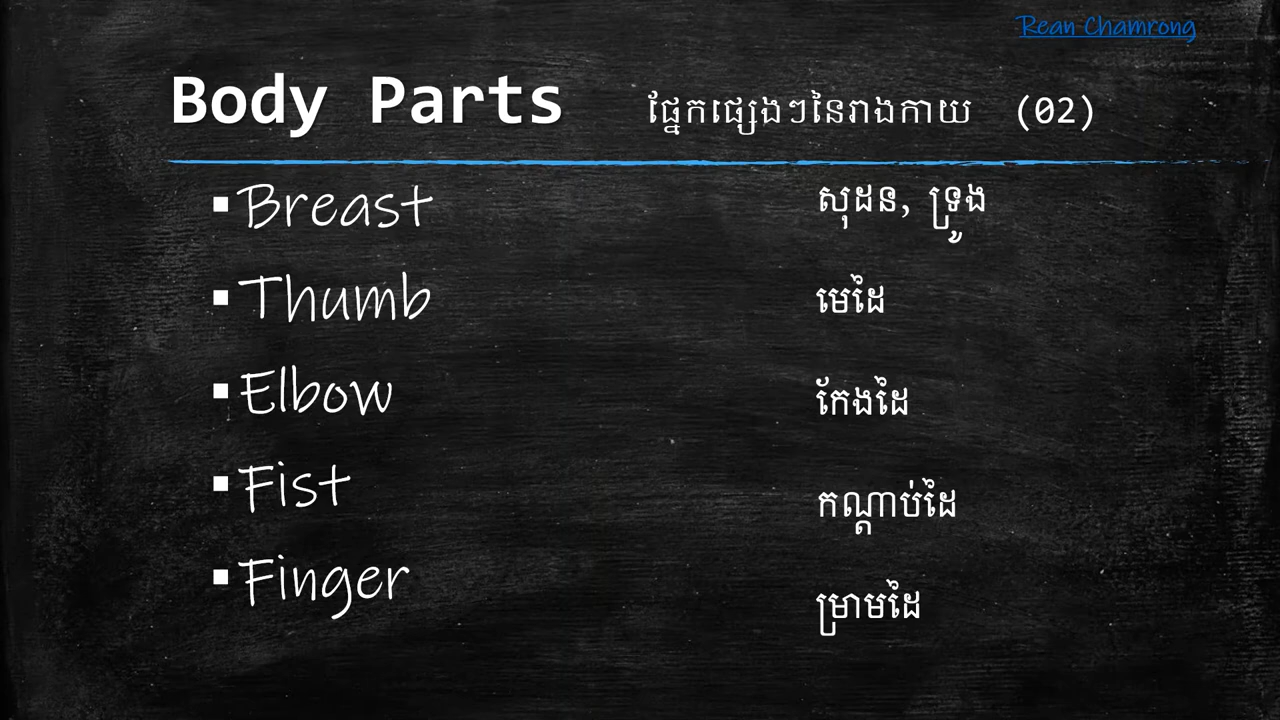 Rean Chamrong
Body Parts ផ្នែកផ្សេងៗនៃរាងកាយ (02)
▪ Breast សុដន, ទ្រូង
▪ Thumb មេដៃ
▪ Elbow កែងដៃ
▪ Fist កណ្ដាប់ដៃ
▪ Finger ម្រាមដៃ